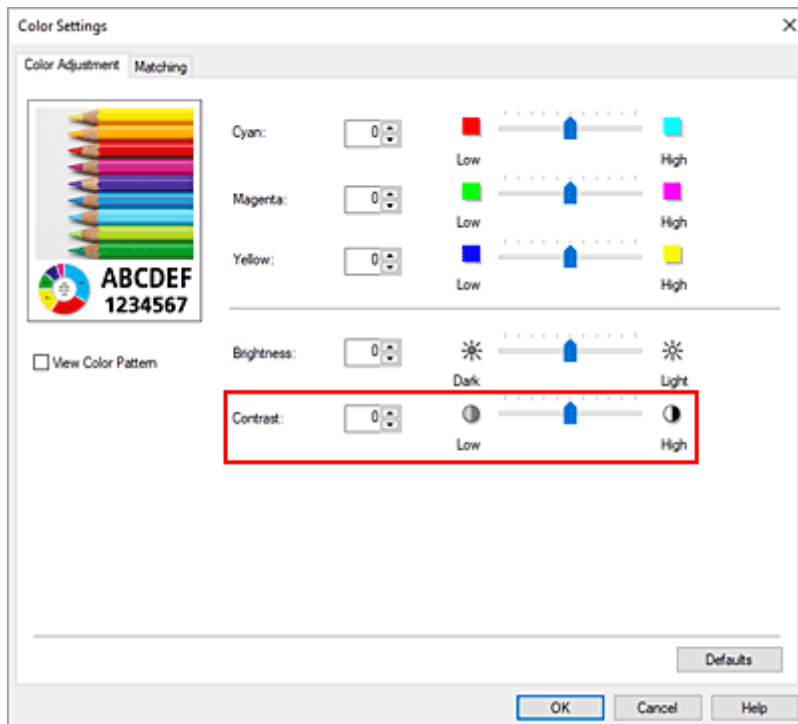 Color Settings
Color Adjustment Matching
Cyan: 0
Low High
Magenta: 0
Low High
Yellow: 0
Low High
ABCDEF
1234567
View Color Pattern
Brightness: 0
Dark Light
Contrast: 0
Low High
Defaults
OK Cancel Help